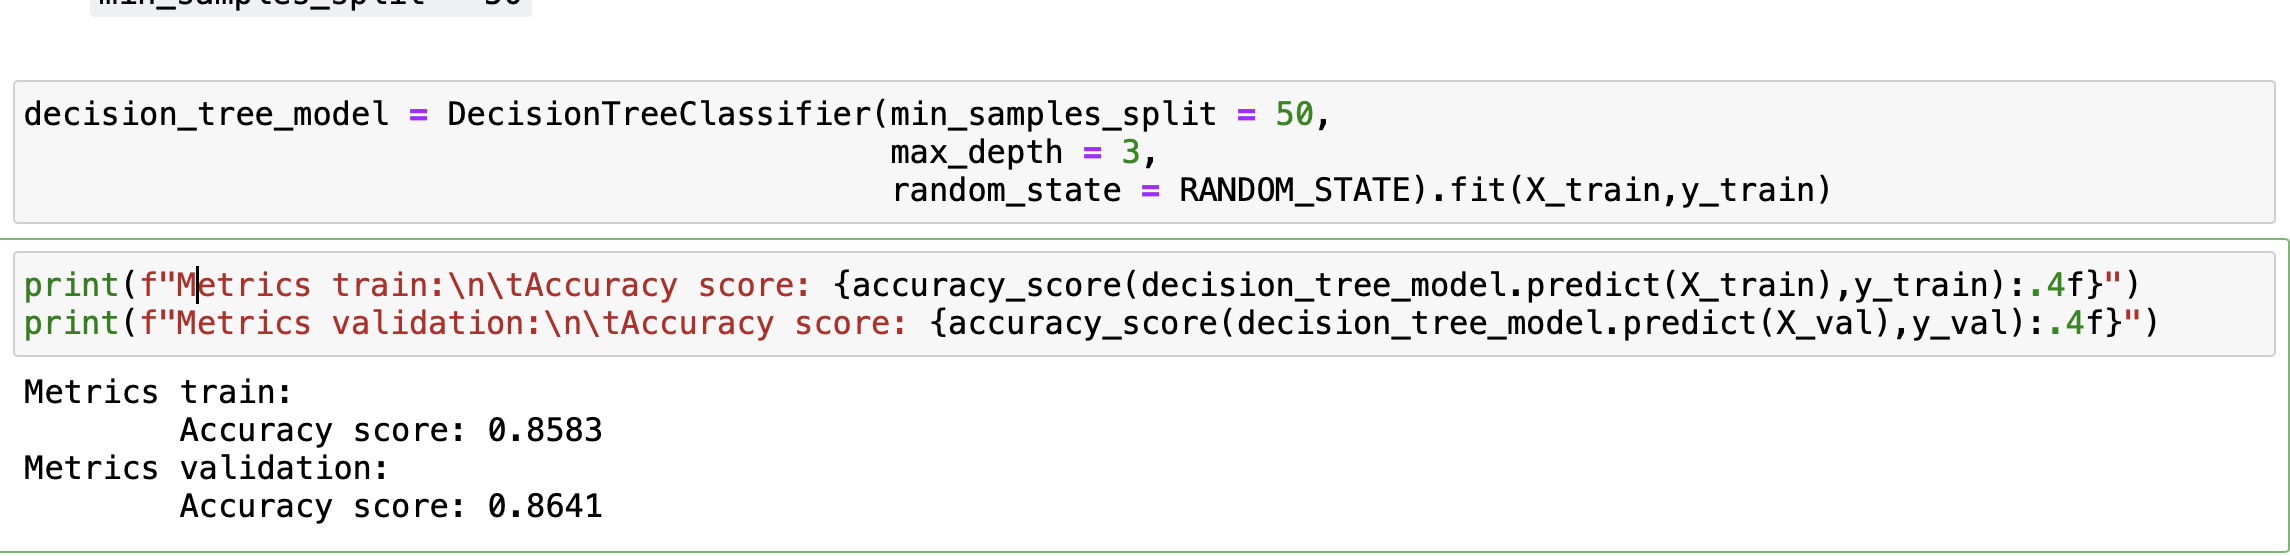 min_samples_split = 50
decision_tree_model = DecisionTreeClassifier(min_samples_split = 50,
max_depth = 3,
random_state = RANDOM_STATE).fit(X_train,y_train)
print(f"Metrics train:\n\tAccuracy score: {accuracy_score(decision_tree_model.predict(X_train),y_train):.4f}")
print(f"Metrics validation:\n\tAccuracy score: {accuracy_score(decision_tree_model.predict(X_val),y_val):.4f}")
Metrics train:
Accuracy score: 0.8583
Metrics validation:
Accuracy score: 0.8641